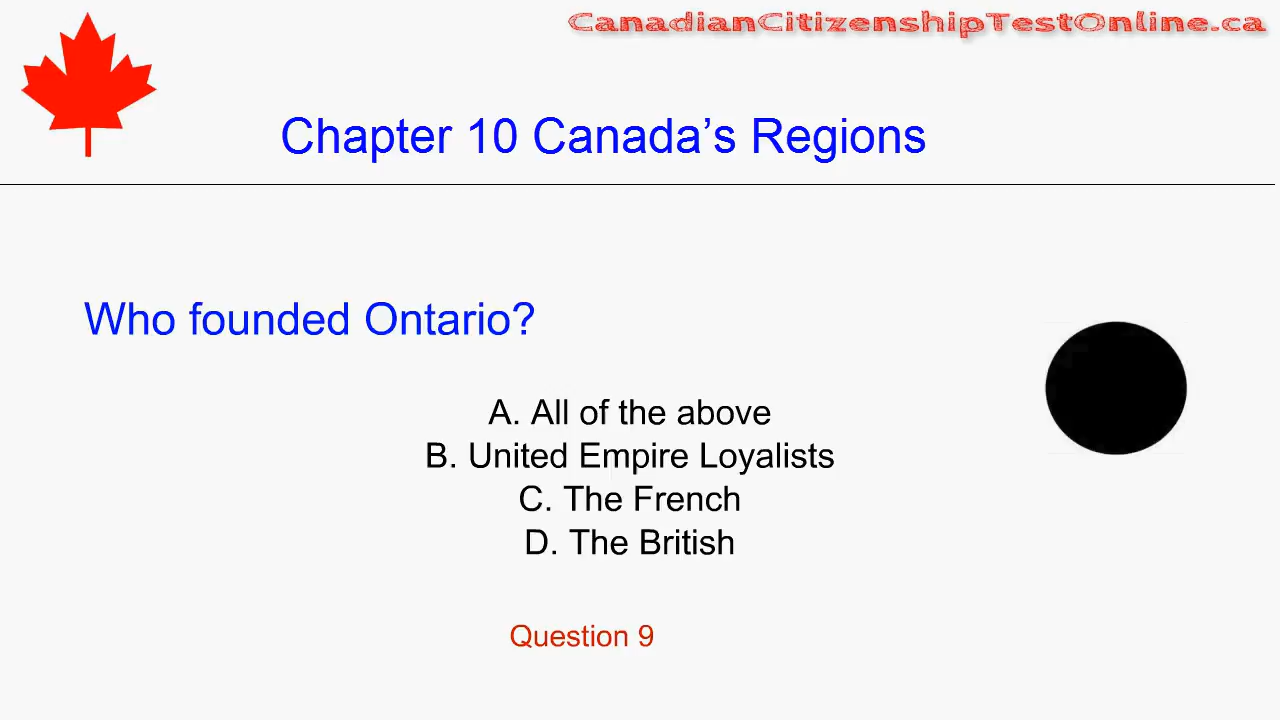 CanadianCitizenshipTestOnline.ca
Chapter 10 Canada’s Regions
Who founded Ontario?
A. All of the above
B. United Empire Loyalists
C. The French
D. The British
Question 9